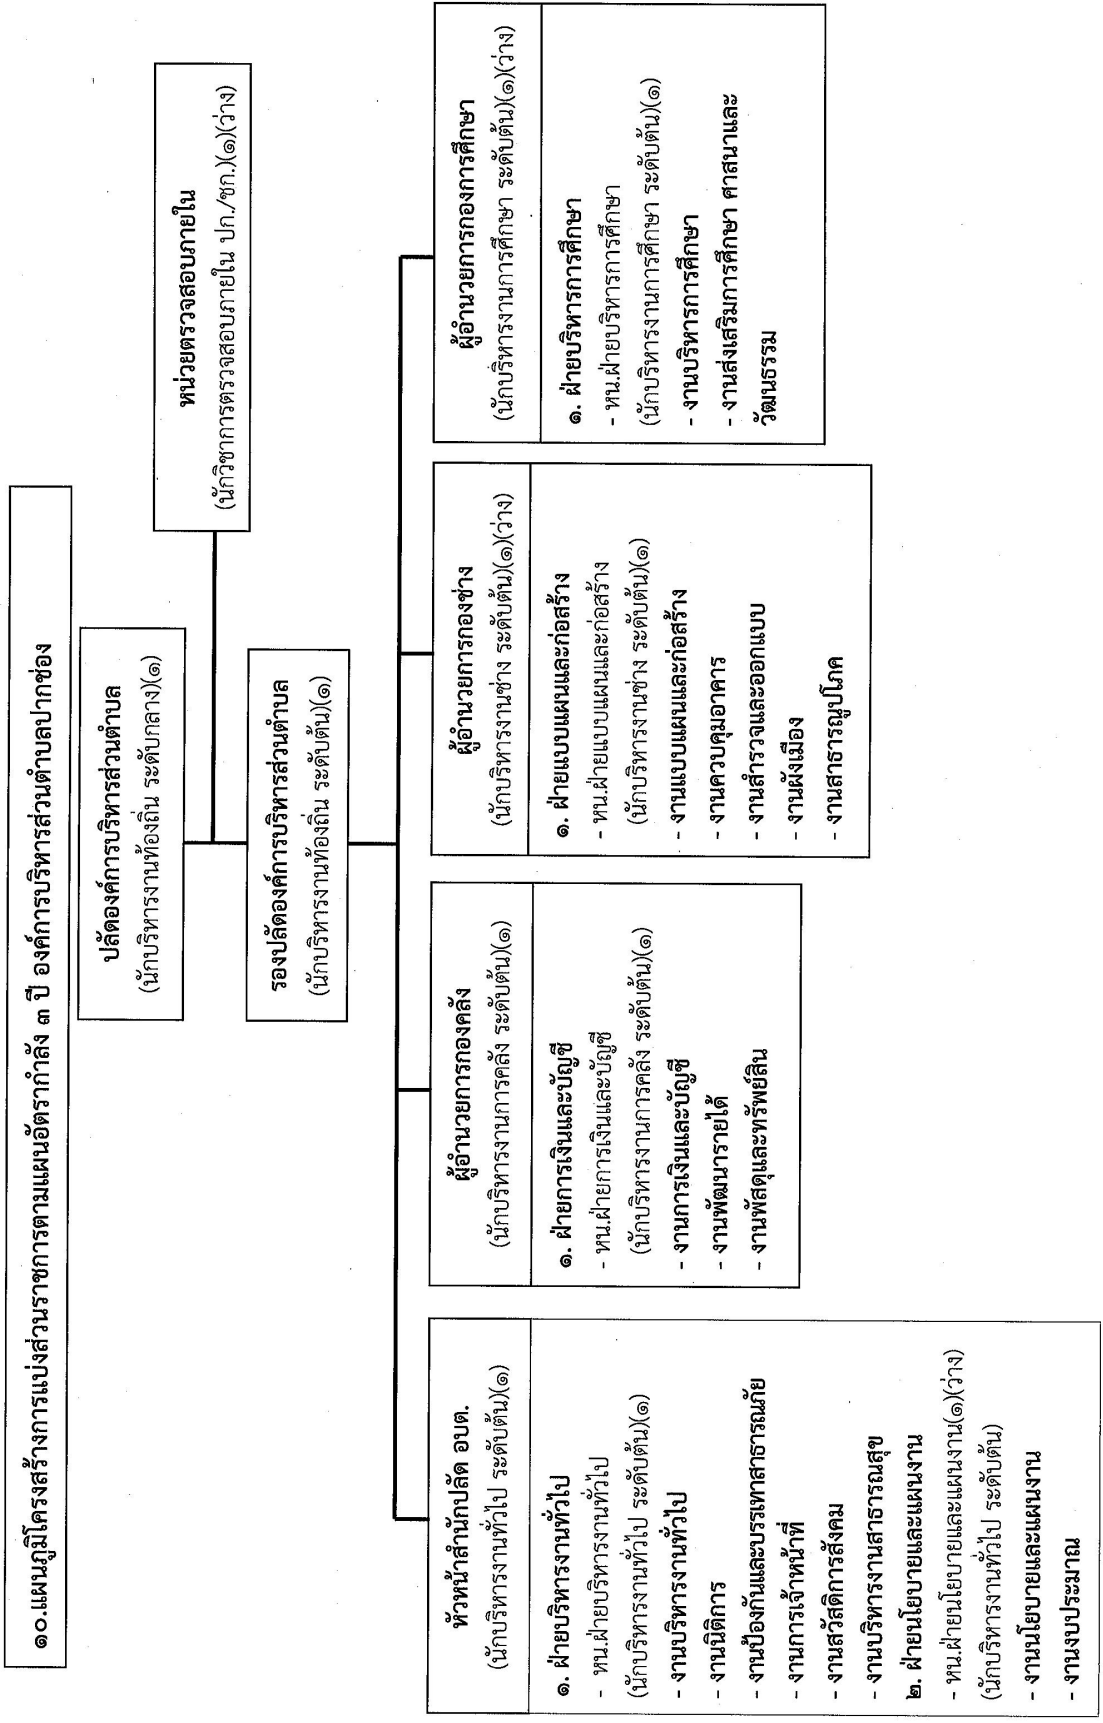 ๑๐.แผนภูมิโครงสร้างการแบ่งส่วนราชการตามแผนอัตรากำลัง ๓ ปี องค์การบริหารส่วนตำบลปากช่อง
ปลัดองค์การบริหารส่วนตำบล
(นักบริหารงานท้องถิ่น ระดับกลาง)(๑)
หน่วยตรวจสอบภายใน
(นักวิชาการตรวจสอบภายใน ปก./ชก.)(๑)(ว่าง)
รองปลัดองค์การบริหารส่วนตำบล
(นักบริหารงานท้องถิ่น ระดับต้น)(๑)
หัวหน้าสำนักปลัด อบต.
(นักบริหารงานทั่วไป ระดับต้น)(๑)
๑. ฝ่ายบริหารงานทั่วไป
- หน.ฝ่ายบริหารงานทั่วไป
(นักบริหารงานทั่วไป ระดับต้น)(๑)
- งานบริหารงานทั่วไป
- งานนิติการ
- งานป้องกันและบรรเทาสาธารณภัย
- งานการเจ้าหน้าที่
- งานสวัสดิการสังคม
- งานบริหารงานสาธารณสุข
๒. ฝ่ายนโยบายและแผนงาน
- หน.ฝ่ายนโยบายและแผนงาน(๑)(ว่าง)
(นักบริหารงานทั่วไป ระดับต้น)
- งานนโยบายและแผนงาน
- งานงบประมาณ
ผู้อำนวยการกองคลัง
(นักบริหารงานการคลัง ระดับต้น)(๑)
๑. ฝ่ายการเงินและบัญชี
- หน.ฝ่ายการเงินและบัญชี
(นักบริหารงานการคลัง ระดับต้น)(๑)
- งานการเงินและบัญชี
- งานพัฒนารายได้
- งานพัสดุและทรัพย์สิน
ผู้อำนวยการกองช่าง
(นักบริหารงานช่าง ระดับต้น)(๑)(ว่าง)
๑. ฝ่ายแบบแผนและก่อสร้าง
- หน.ฝ่ายแบบแผนและก่อสร้าง
(นักบริหารงานช่าง ระดับต้น)(๑)
- งานแบบแผนและก่อสร้าง
- งานควบคุมอาคาร
- งานสำรวจและออกแบบ
- งานผังเมือง
- งานสาธารณูปโภค
ผู้อำนวยการกองการศึกษา
(นักบริหารงานการศึกษา ระดับต้น)(๑)(ว่าง)
๑. ฝ่ายบริหารการศึกษา
- หน.ฝ่ายบริหารการศึกษา
(นักบริหารงานการศึกษา ระดับต้น)(๑)
- งานบริหารการศึกษา
- งานส่งเสริมการศึกษา ศาสนาและ
วัฒนธรรม